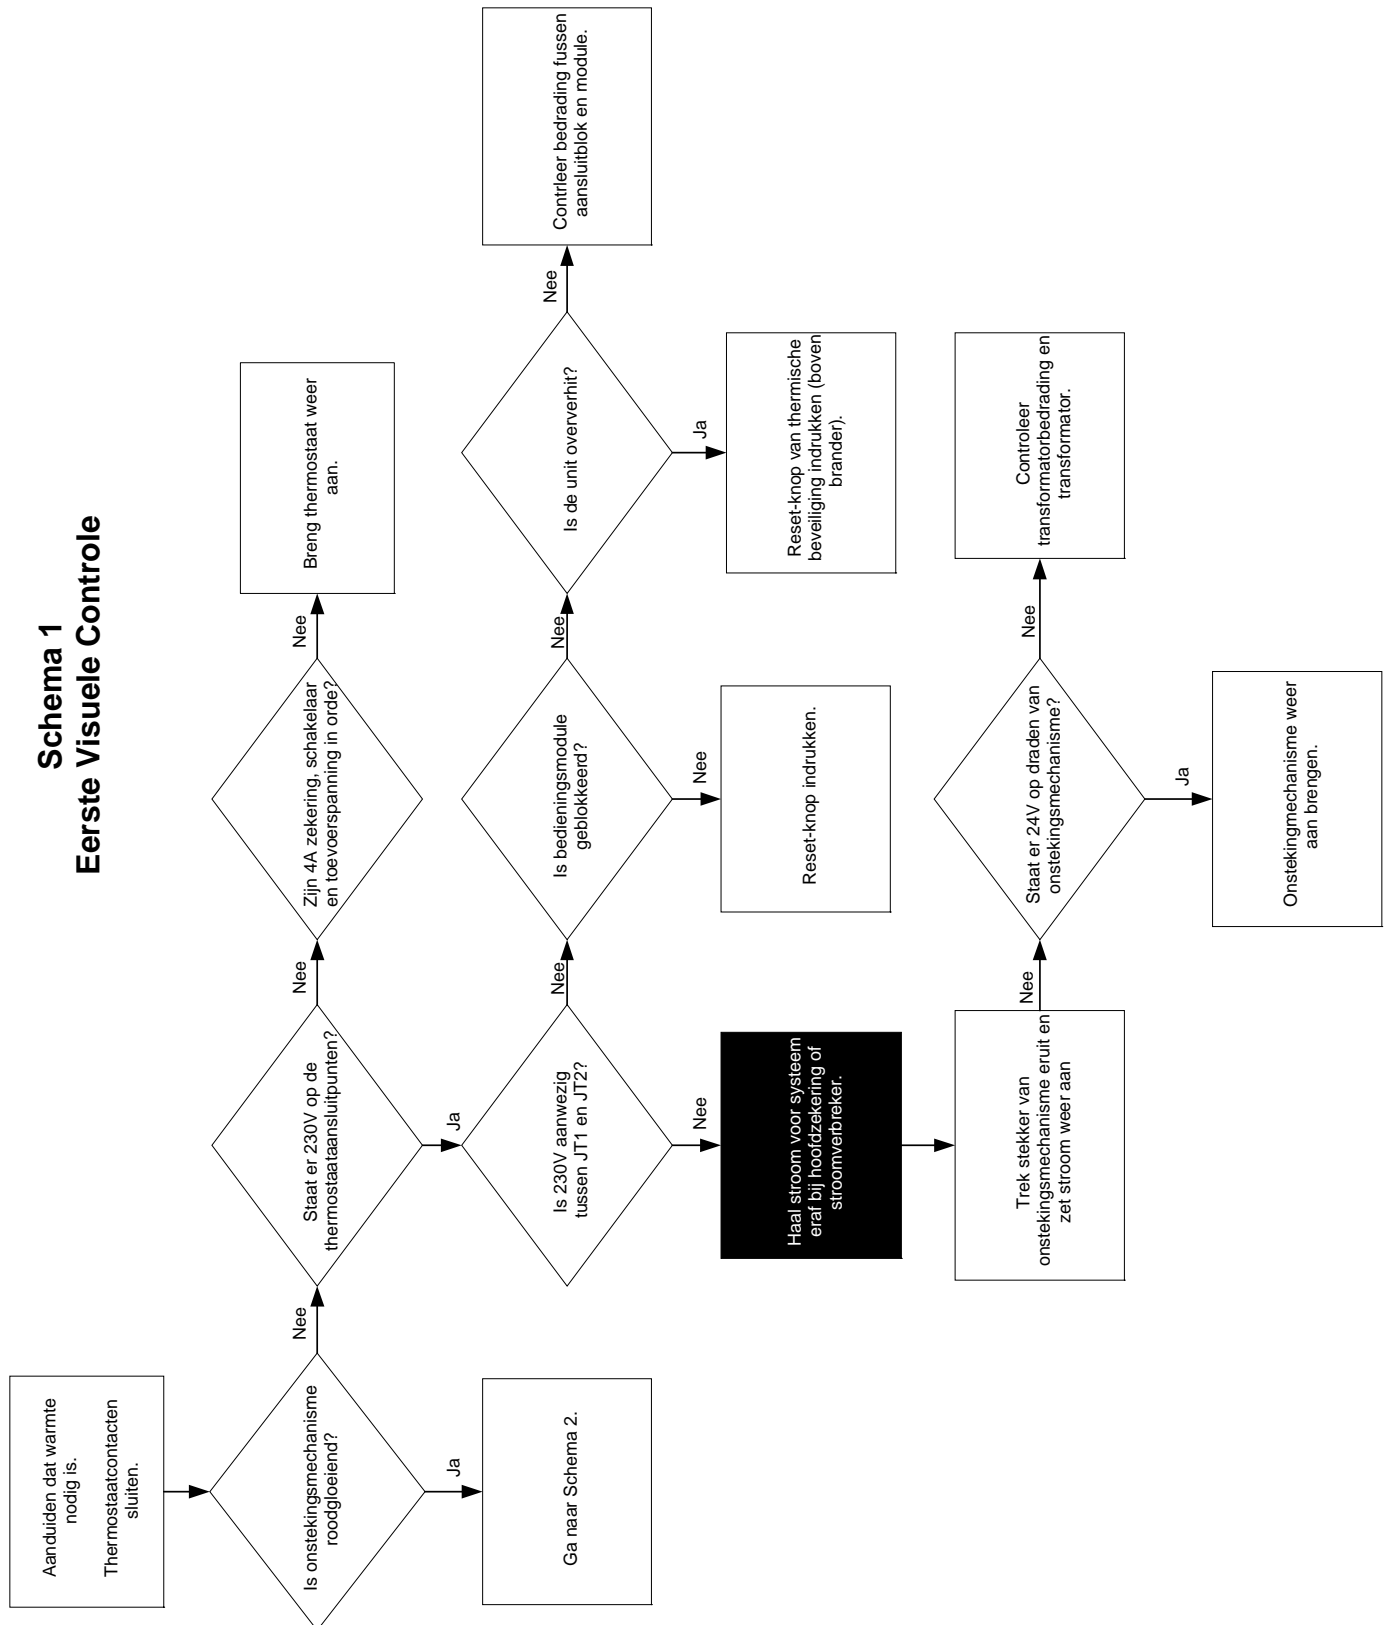 Schema 1
Eerste Visuele Controle
Aanduiden dat warmte
nodig is.
Thermostaatcontacten
sluiten.
Is onstekingsmechanisme
roodgloeiend?
Nee
Ja
Ga naar Schema 2.
Staat er 230V op de
thermostaataansluitpunten?
Nee
Ja
Zijn 4A zekering, schakelaar
en toevoerspanning in orde?
Nee
Breng thermostaat weer
aan.
Is 230V aanwezig
tussen JT1 en JT2?
Nee
Nee
Is bedieningsmodule
geblokkeerd?
Nee
Nee
Reset-knop indrukken.
Is de unit oververhit?
Nee
Ja
Contrleer bedrading fussen
aansluitblok en module.
Reset-knop van thermische
beveiliging indrukken (boven
brander).
Haal stroom voor systeem
eraf bij hoofdzekering of
stroomverbreker.
Trek stekker van
onstekingsmechanisme eruit en
zet stroom weer aan
Nee
Staat er 24V op draden van
onstekingsmechanisme?
Nee
Ja
Controleer
transformatorbedrading en
transformator.
Onstekingmechanisme weer
aan brengen.